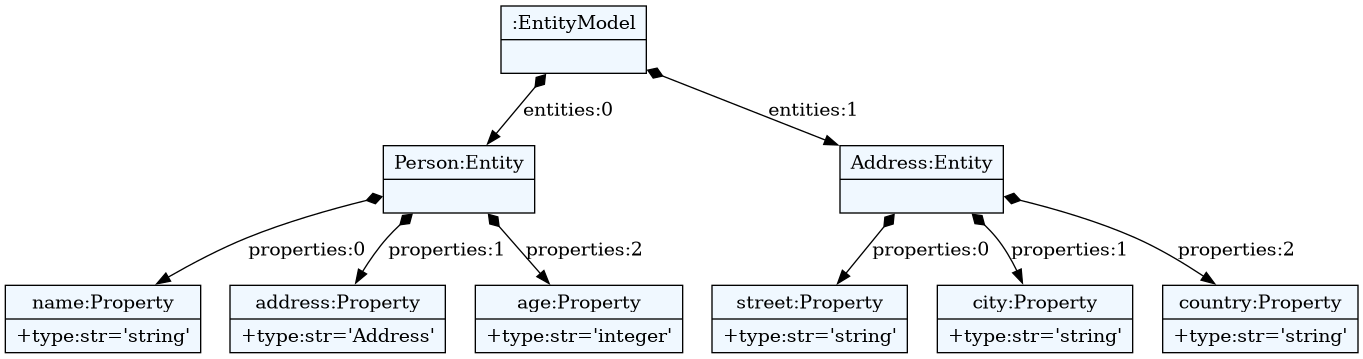 :EntityModel
entities:0
entities:1
Person:Entity
Address:Entity
properties:0
properties:1
properties:2
properties:0
properties:1
properties:2
name:Property
+type:str='string'
address:Property
+type:str='Address'
age:Property
+type:str='integer'
street:Property
+type:str='string'
city:Property
+type:str='string'
country:Property
+type:str='string'